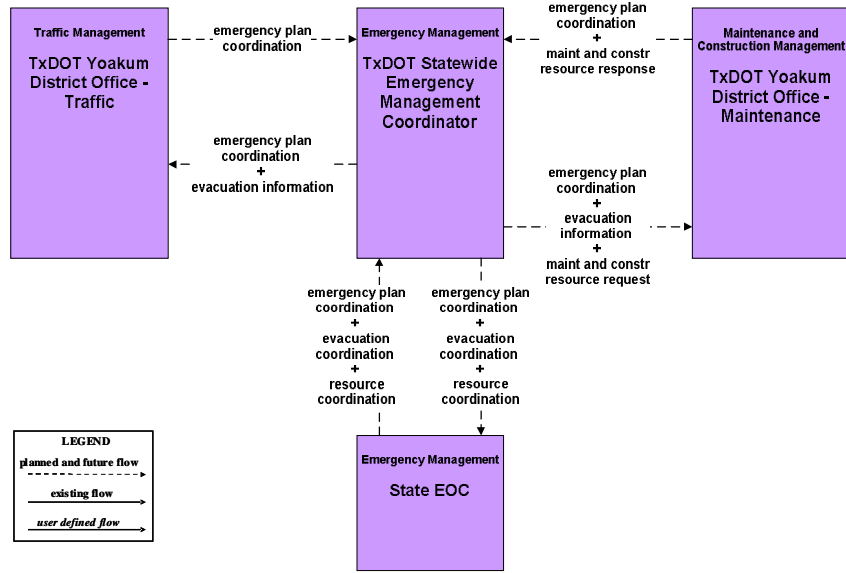 Traffic Management
TxDOT Yoakum
District Office -
Traffic
emergency plan
coordination
emergency plan
coordination
+
evacuation information
Emergency Management
TxDOT Statewide
Emergency
Management
Coordinator
emergency plan
coordination
+
maint and constr
resource response
emergency plan
coordination
+
evacuation
information
+
maint and constr
resource request
Maintenance and
Construction Management
TxDOT Yoakum
District Office -
Maintenance
emergency plan
coordination
+
evacuation
coordination
+
resource
coordination
emergency plan
coordination
+
evacuation
coordination
+
resource
coordination
Emergency Management
State EOC
LEGEND
planned and future flow
existing flow
user defined flow